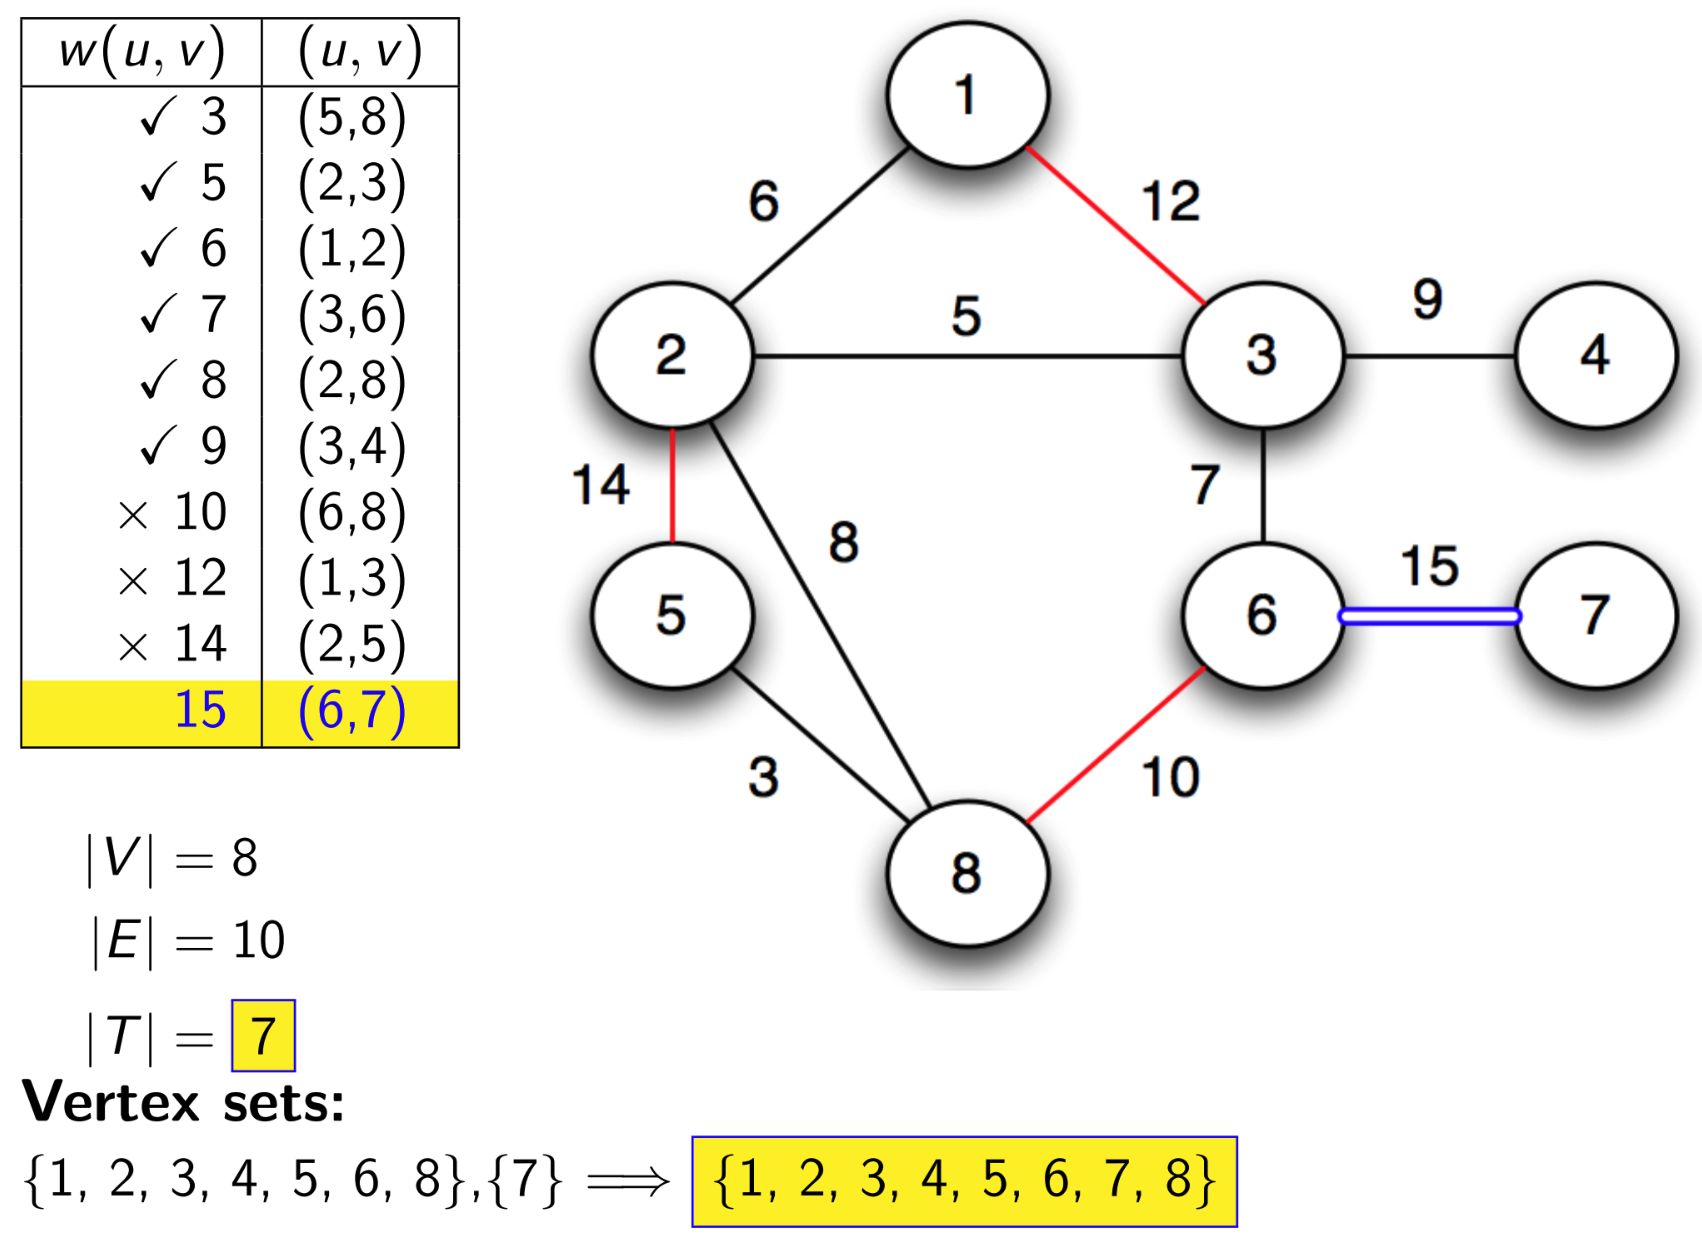 w(u, v) (u, v)
✓ 3 (5,8)
✓ 5 (2,3)
✓ 6 (1,2)
✓ 7 (3,6)
✓ 8 (2,8)
✓ 9 (3,4)
× 10 (6,8)
× 12 (1,3)
× 14 (2,5)
15 (6,7)
|V| = 8
|E| = 10
|T| = 7
Vertex sets:
{1, 2, 3, 4, 5, 6, 8},{7} ⟹ {1, 2, 3, 4, 5, 6, 7, 8}
1
6 12
2 5 3 9 4
14 8 7
5 6 15 7
3 10
8